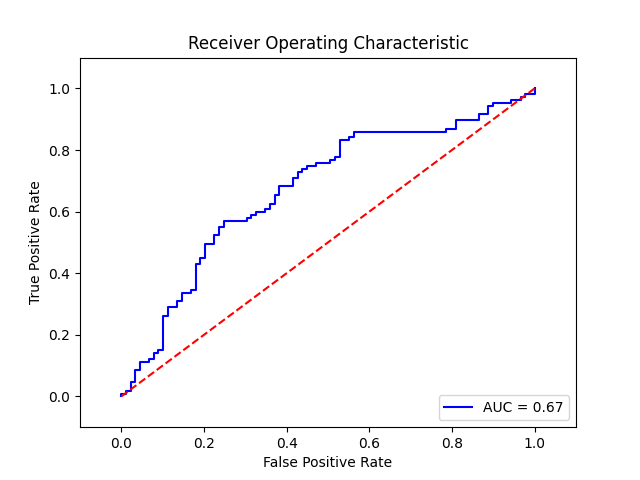 Receiver Operating Characteristic
True Positive Rate
1.0
0.8
0.6
0.4
0.2
0.0
0.0 0.2 0.4 0.6 0.8 1.0
False Positive Rate
AUC = 0.67